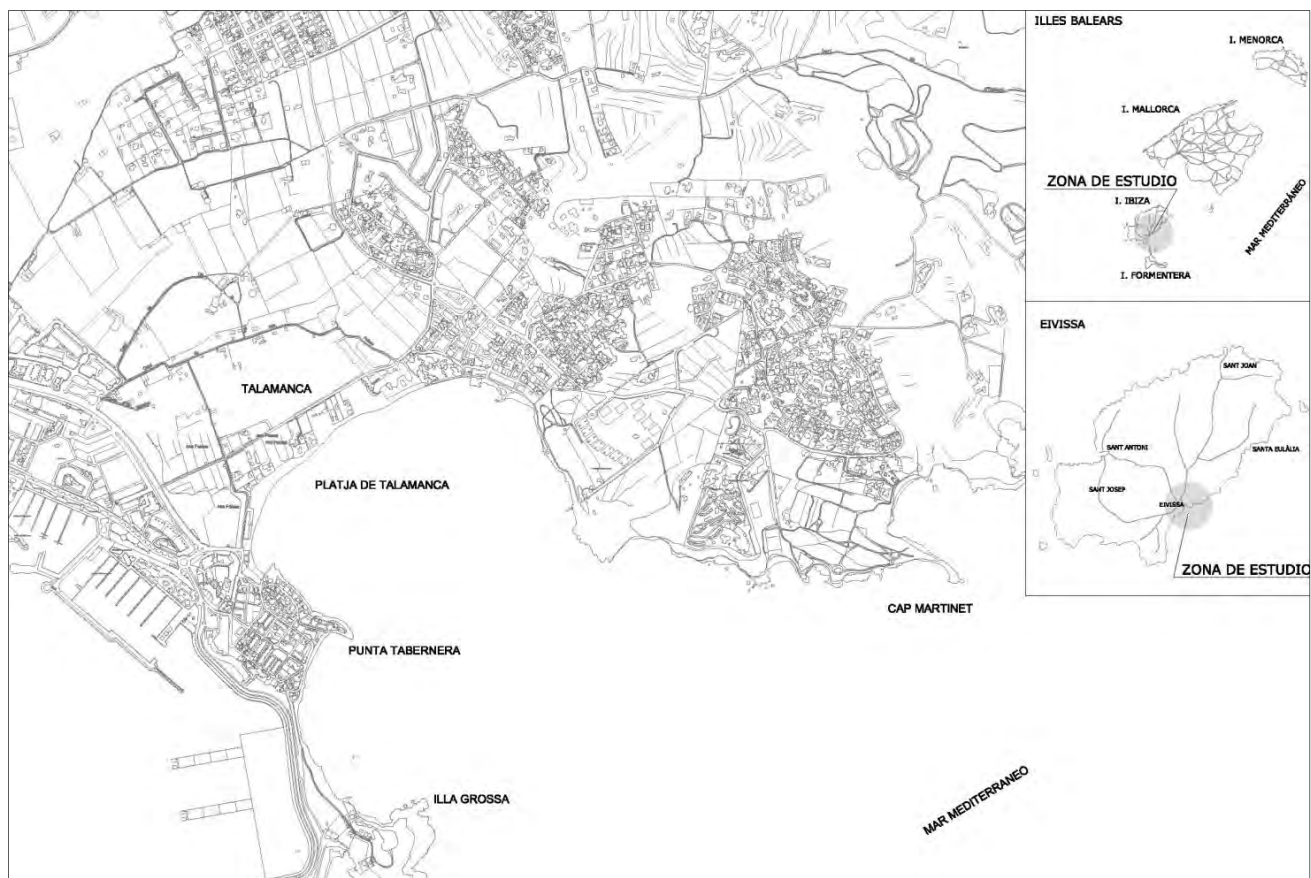 ILLES BALEARS
I. MENORCA
I. MALLORCA
ZONA DE ESTUDIO
I. IBIZA
MAR MEDITERRÁNEO
I. FORMENTERA
EIVISSA
SANT JOAN
SANT ANTONI
SANTA EULÀLIA
SANT JOSEP
EIVISSA
ZONA DE ESTUDIO
TALAMANCA
PLATJA DE TALAMANCA
CAP MARTINET
PUNTA TABERNERA
ILLA GROSSA
MAR MEDITERRANEO